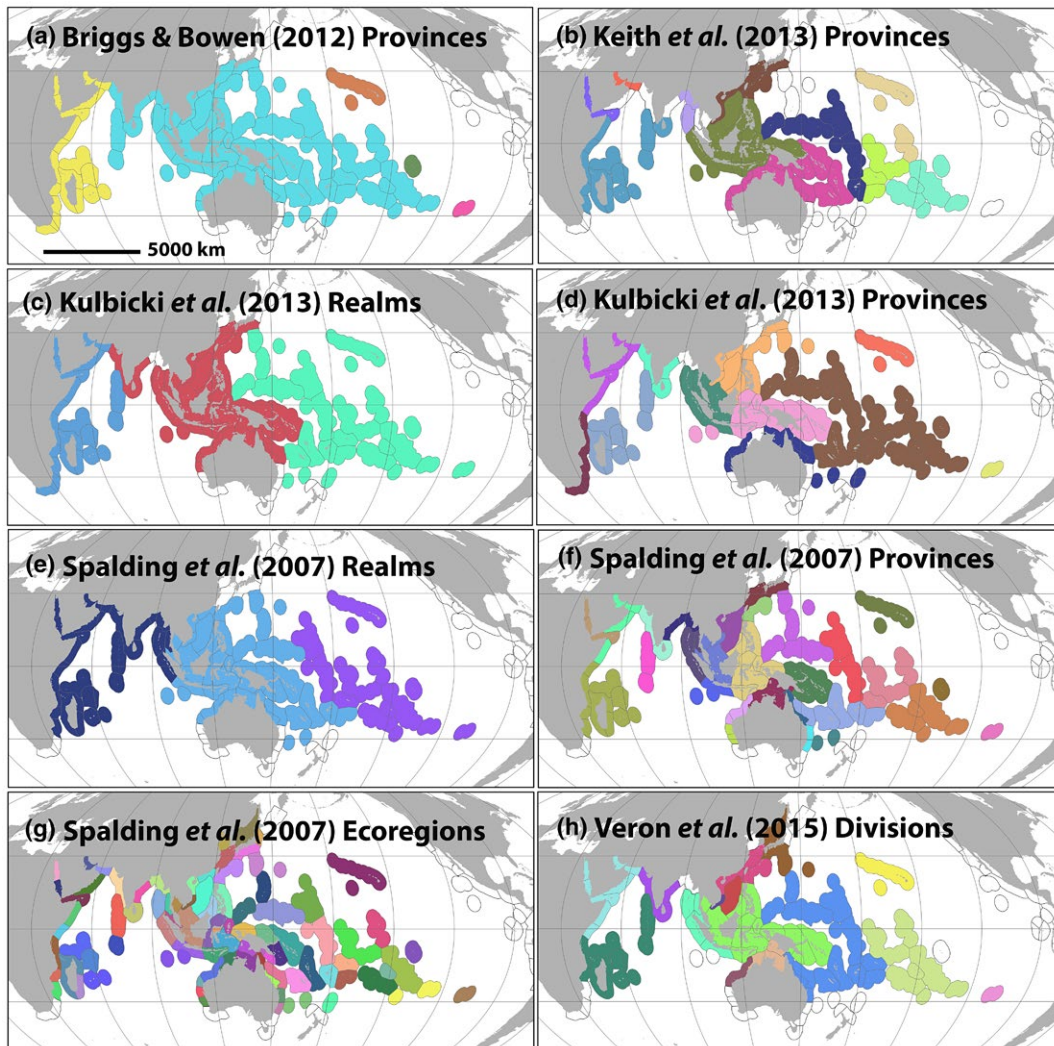 (a) Briggs & Bowen (2012) Provinces
5000 km
(b) Keith et al. (2013) Provinces
(c) Kulbicki et al. (2013) Realms
(d) Kulbicki et al. (2013) Provinces
(e) Spalding et al. (2007) Realms
(f) Spalding et al. (2007) Provinces
(g) Spalding et al. (2007) Ecoregions
(h) Veron et al. (2015) Divisions